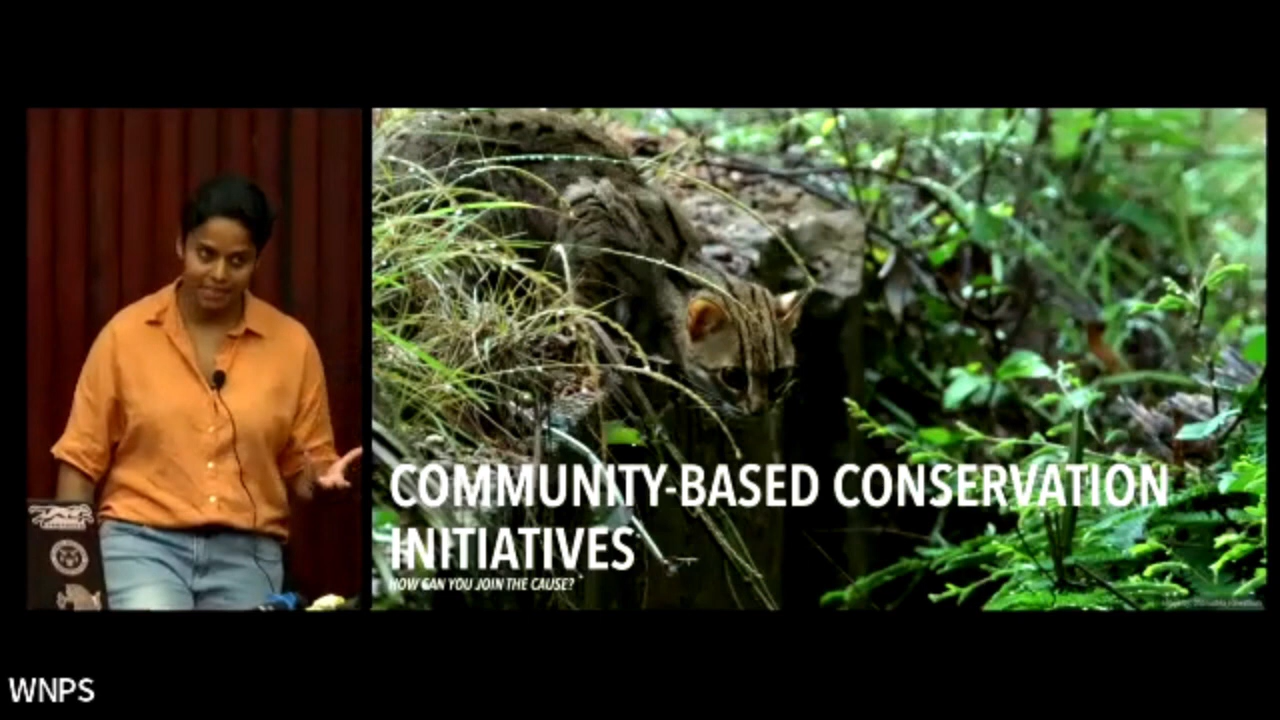 COMMUNITY-BASED CONSERVATION
INITIATIVES
HOW CAN YOU JOIN THE CAUSE?
WNPS